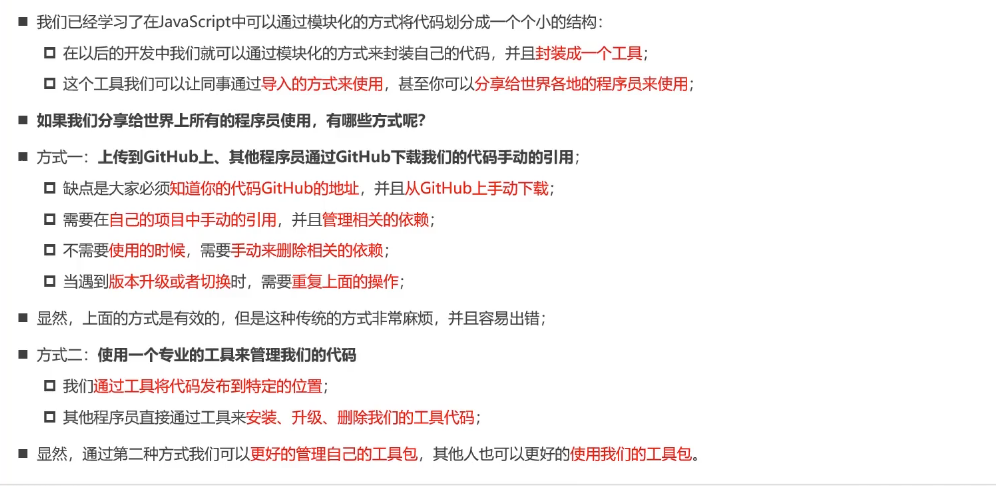 我们已经学习了在JavaScript中可以通过模块化的方式将代码划分成一个个小的结构：
在以后的开发中我们就可以通过模块化的方式来封装自己的代码，并且封装成一个工具；
这个工具我们可以让同事通过导入的方式来使用，甚至你可以分享给世界各地的程序员来使用；
如果我们分享给世界上所有的程序员使用，有哪些方式呢？
方式一：上传到GitHub上、其他程序员通过GitHub下载我们的代码手动的引用；
缺点是大家必须知道你的代码GitHub的地址，并且从GitHub上手动下载；
需要在自己的项目中手动的引用，并且管理相关的依赖；
不需要使用的时候，需要手动来删除相关的依赖；
当遇到版本升级或者切换时，需要重复上面的操作；
显然，上面的方式是有效的，但是这种传统的方式非常麻烦，并且容易出错；
方式二：使用一个专业的工具来管理我们的代码
我们通过工具将代码发布到特定的位置；
其他程序员直接通过工具来安装、升级、删除我们的工具代码；
显然，通过第二种方式我们可以更好的管理自己的工具包，其他人也可以更好的使用我们的工具包。